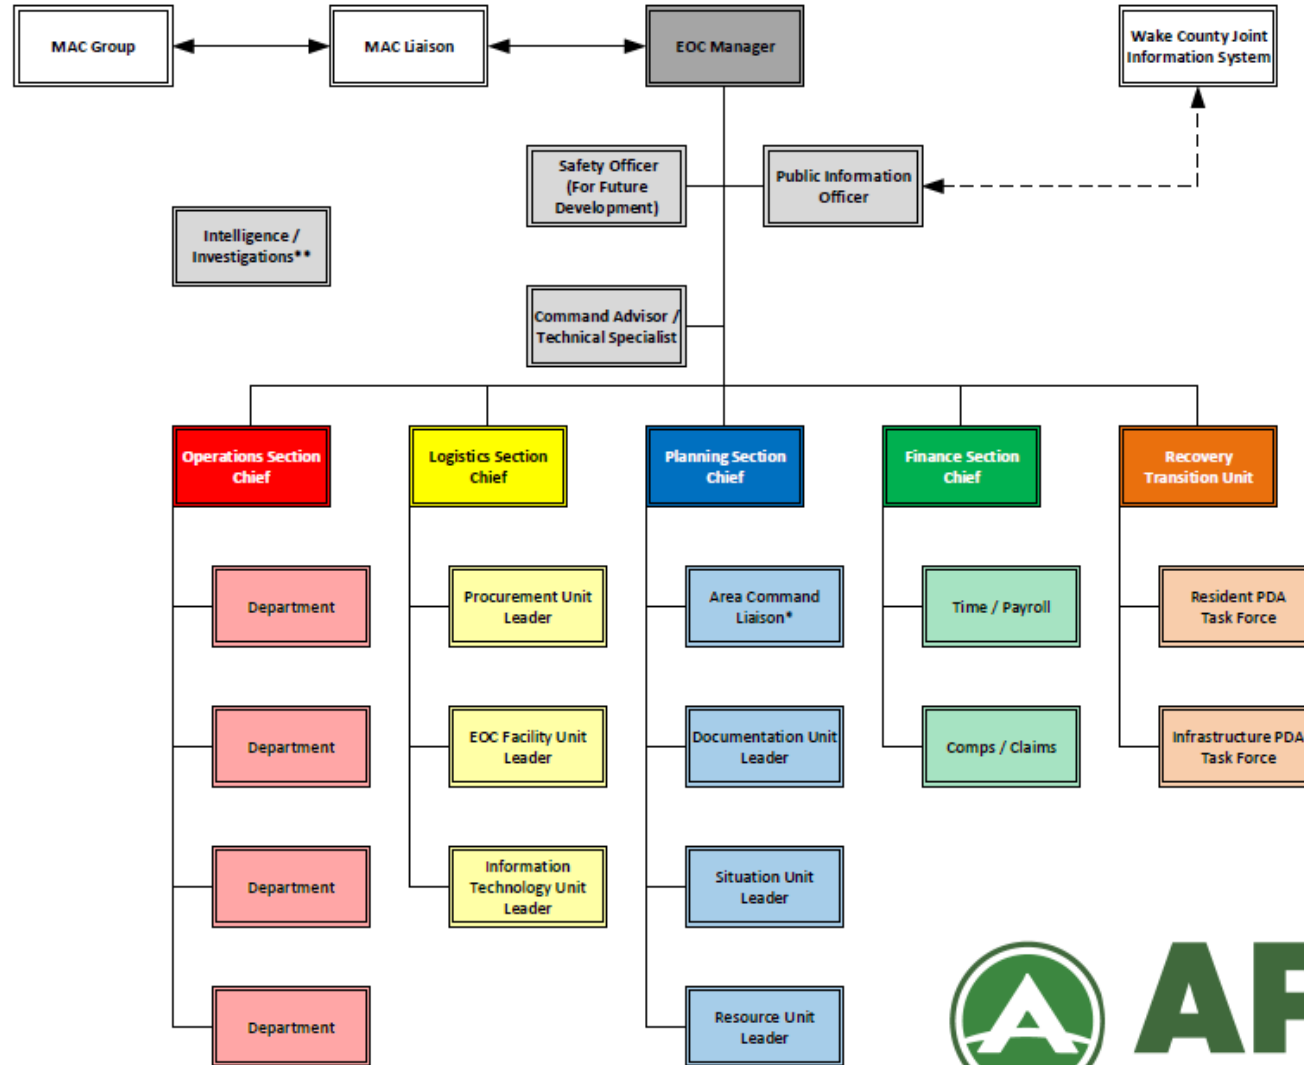 MAC Group
MAC Liaison
EOC Manager
Wake County Joint
Information System
Safety Officer
(For Future
Development)
Public Information
Officer
Intelligence /
Investigations**
Command Advisor /
Technical Specialist
Operations Section
Chief
Logistics Section
Chief
Planning Section
Chief
Finance Section
Chief
Recovery
Transition Unit
Department
Procurement Unit
Leader
Area Command
Liaison*
Time / Payroll
Resident PDA
Task Force
Department
EOC Facility Unit
Leader
Documentation Unit
Leader
Comps / Claims
Infrastructure PDA
Task Force
Department
Information
Technology Unit
Leader
Situation Unit
Leader
Department
Resource Unit
Leader
A